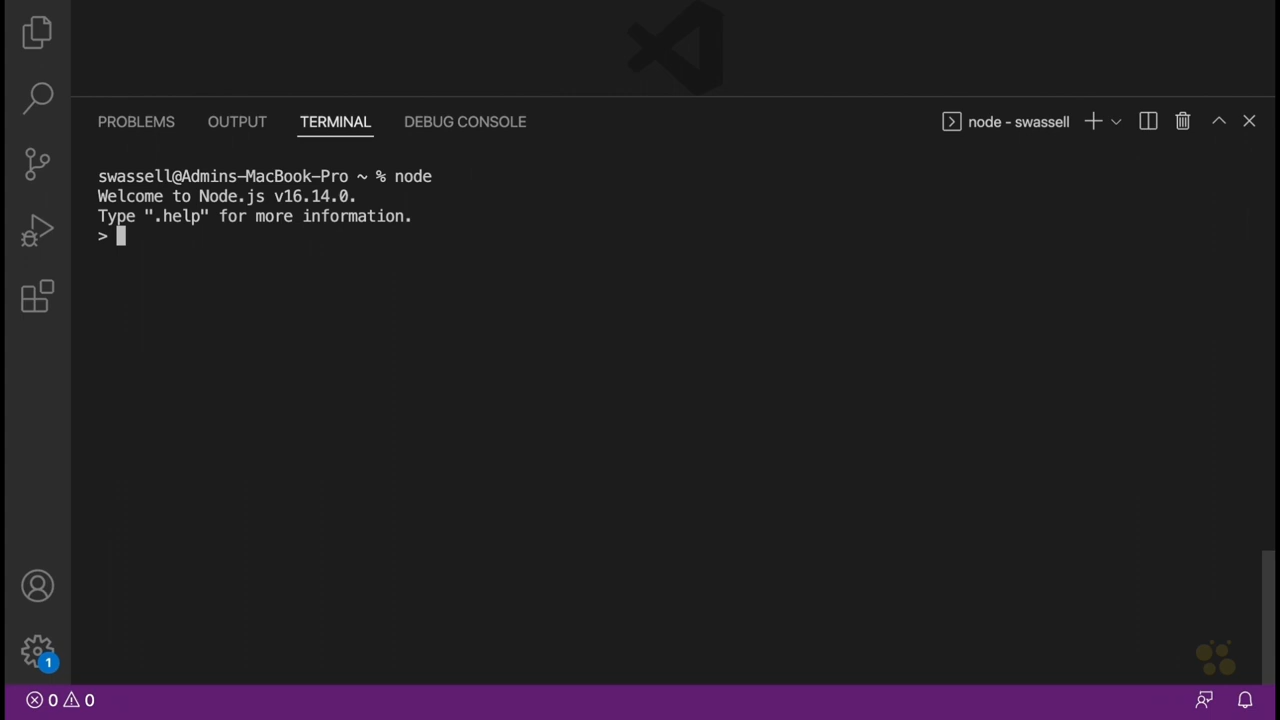 PROBLEMS OUTPUT TERMINAL DEBUG CONSOLE node - swassell
swassell@Admins-MacBook-Pro ~ % node
Welcome to Node.js v16.14.0.
Type ".help" for more information.
>
1
0 0